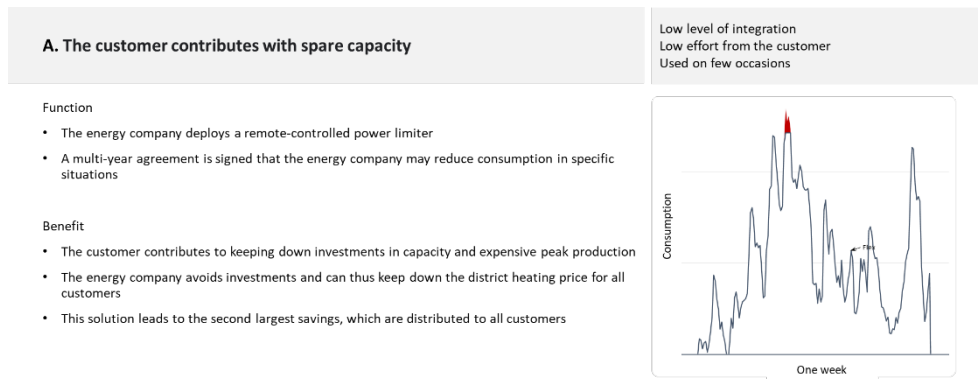 A. The customer contributes with spare capacity
Low level of integration
Low effort from the customer
Used on few occasions
Function
• The energy company deploys a remote-controlled power limiter
• A multi-year agreement is signed that the energy company may reduce consumption in specific
situations
Benefit
• The customer contributes to keeping down investments in capacity and expensive peak production
• The energy company avoids investments and can thus keep down the district heating price for all
customers
• This solution leads to the second largest savings, which are distributed to all customers
Consumption
One week